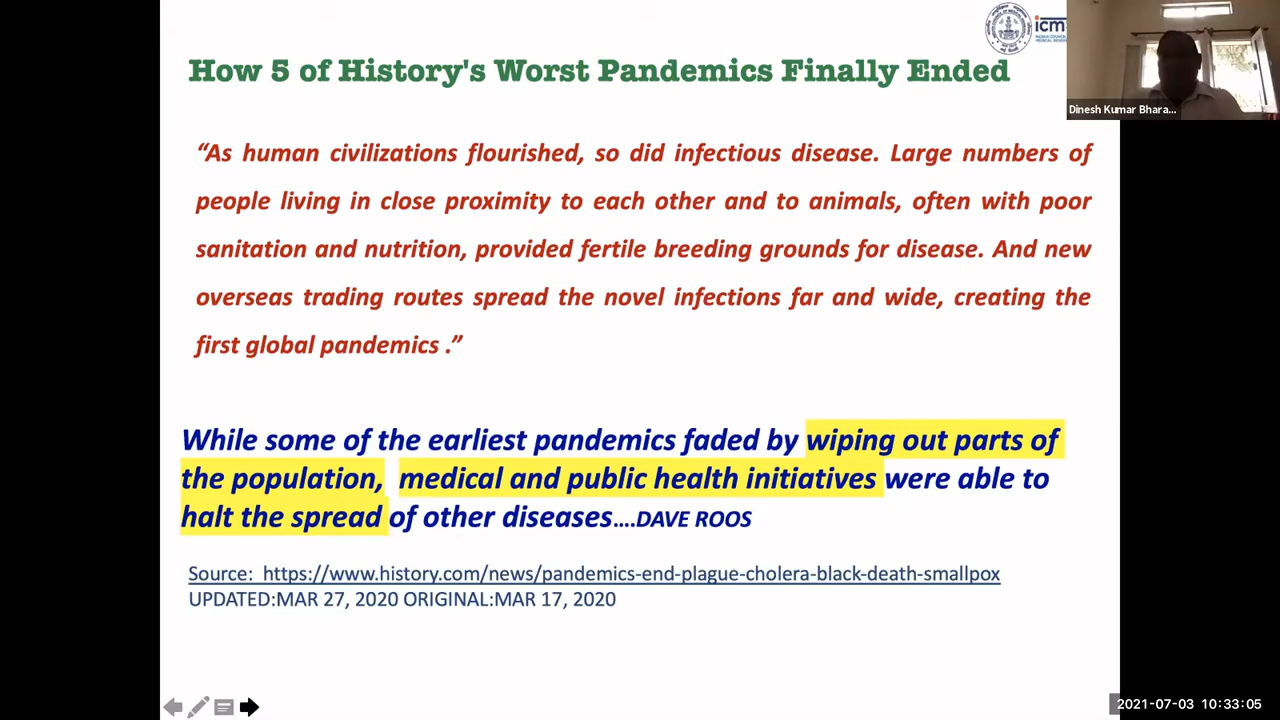 icm
How 5 of History's Worst Pandemics Finally Ended
Dinesh Kumar Bhara...
“As human civilizations flourished, so did infectious disease. Large numbers of
people living in close proximity to each other and to animals, often with poor
sanitation and nutrition, provided fertile breeding grounds for disease. And new
overseas trading routes spread the novel infections far and wide, creating the
first global pandemics .”
While some of the earliest pandemics faded by wiping out parts of
the population, medical and public health initiatives were able to
halt the spread of other diseases....DAVE ROOS
Source: https://www.history.com/news/pandemics-end-plague-cholera-black-death-smallpox
UPDATED:MAR 27, 2020 ORIGINAL:MAR 17, 2020
2021-07-03 10:33:05